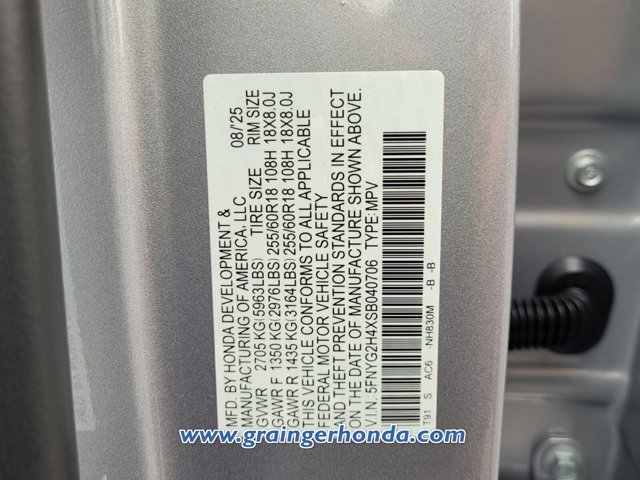 MFD. BY HONDA DEVELOPMENT &
MANUFACTURING OF AMERICA, LLC 08/'25
GVWR 2705 KG(5963LBS) TIRE SIZE RIM SIZE
GAWR F 1350 KG(2976LBS) 255/60R18 108H 18X8.0J
GAWR R 1435 KG(3164LBS) 255/60R18 108H 18X8.0J
THIS VEHICLE CONFORMS TO ALL APPLICABLE
FEDERAL MOTOR VEHICLE SAFETY
AND THEFT PREVENTION STANDARDS IN EFFECT
ON THE DATE OF MANUFACTURE SHOWN ABOVE.
V.I.N: 5FNYG2H4XSB040706 TYPE: MPV
T91 S AC6 -NH830M -B -B
www.graingerhonda.com